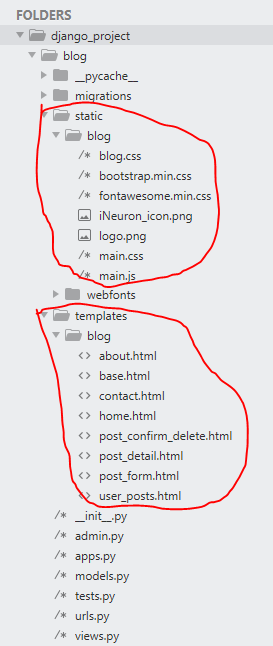 FOLDERS
django_project
blog
__pycache__
migrations
static
blog
/* blog.css
/* bootstrap.min.css
/* fontawesome.min.css
iNeuron_icon.png
logo.png
/* main.css
/* main.js
webfonts
templates
blog
<> about.html
<> base.html
<> contact.html
<> home.html
<> post_confirm_delete.html
<> post_detail.html
<> post_form.html
<> user_posts.html
/* __init__.py
/* admin.py
/* apps.py
/* models.py
/* tests.py
/* urls.py
/* views.py